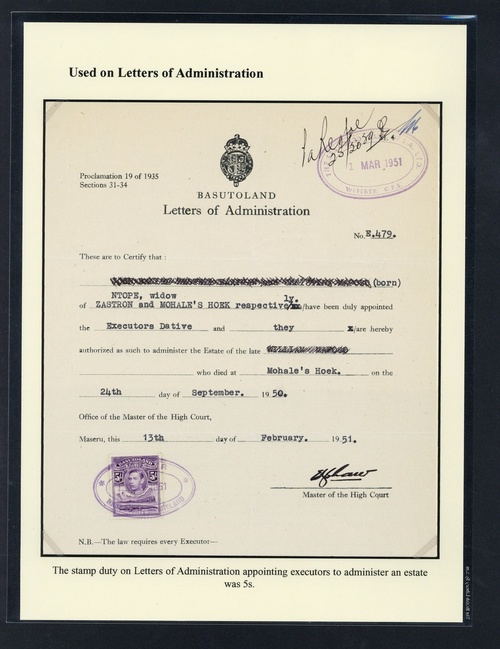 Used on Letters of Administration
1 MAR 1951
Proclamation 19 of 1935
Sections 31-34
BASUTOLAND
Letters of Administration
No. E.479.
These are to Certify that :
(born)
NTOPE, widow
of ZASTRON and MOHALE'S HOEK respectively. /have been duly appointed
the Executors Dative and they /are hereby
authorized as such to administer the Estate of the late
who died at Mohale's Hoek. on the
24th day of September. 1950.
Office of the Master of the High Court,
Maseru, this 13th day of February. 1951.
BASUTOLAND
Master of the High Court
N.B.—The law requires every Executor—
The stamp duty on Letters of Administration appointing executors to administer an estate
was 5s.